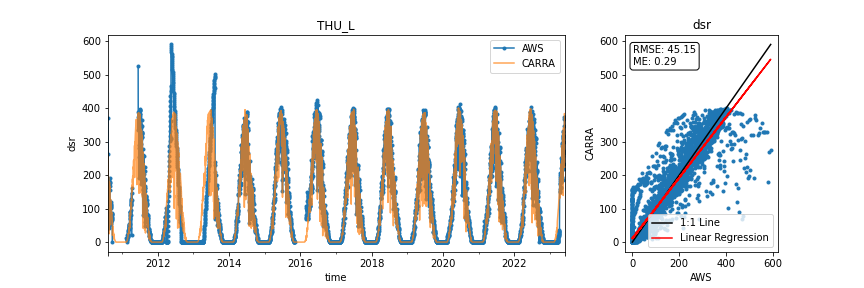 THU_L
dsr
600
500
400
300
200
100
0
dsr
AWS
CARRA
2012
2014
2016
2018
2020
2022
time
dsr
600
500
400
300
200
100
0
CARRA
RMSE: 45.15
ME: 0.29
1:1 Line
Linear Regression
0
200
400
600
AWS